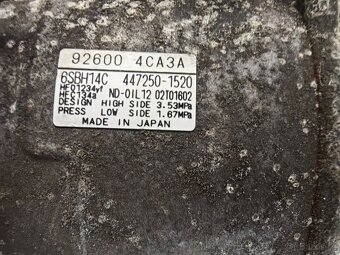 92600 4CA3A
6SBH14C 447250-1520
HFO1234yf
HFC134a ND-OIL12 02T01602
DESIGN HIGH SIDE 3.53MPa
PRESS LOW SIDE 1.67MPa
MADE IN JAPAN